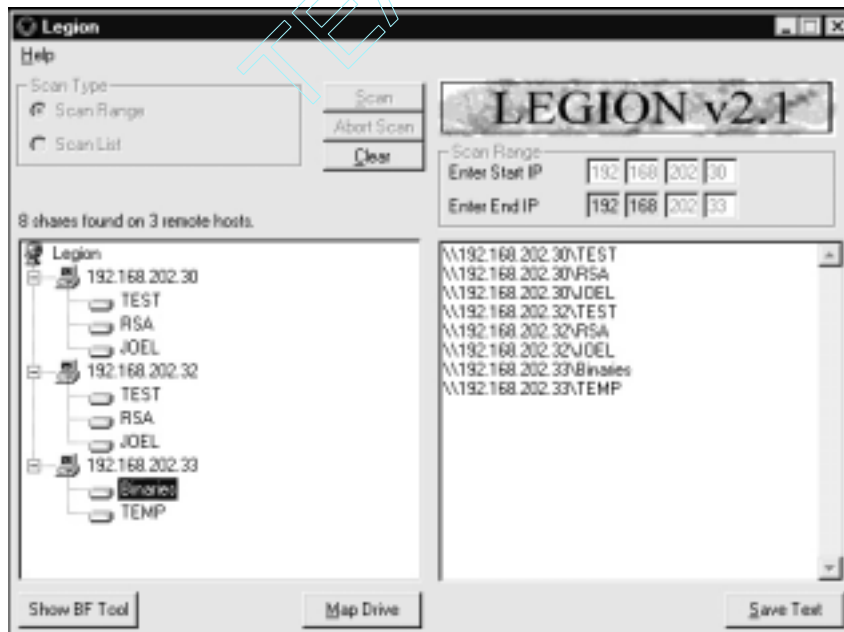 Legion
Help
Scan Type
Scan Range
Scan List
Scan
Abort Scan
Clear
LEGION v2.1
Scan Range
Enter Start IP 192 168 202 30
Enter End IP 192 168 202 33
8 shares found on 3 remote hosts.
Legion
192.168.202.30
TEST
RSA
JOEL
192.168.202.32
TEST
RSA
JOEL
192.168.202.33
Binaries
TEMP
\\192.168.202.30\TEST
\\192.168.202.30\RSA
\\192.168.202.30\JOEL
\\192.168.202.32\TEST
\\192.168.202.32\RSA
\\192.168.202.32\JOEL
\\192.168.202.33\Binaries
\\192.168.202.33\TEMP
Show BF Tool
Map Drive
Save Text